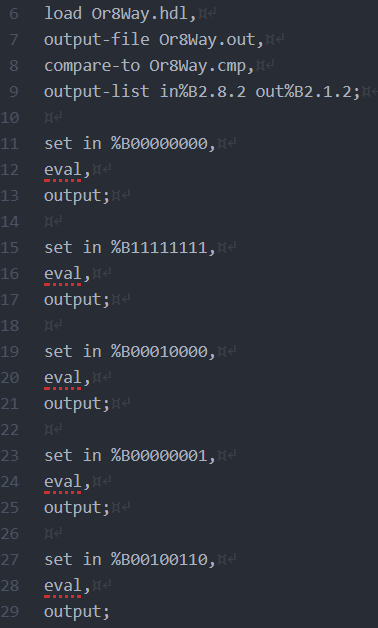 6 load Or8Way.hdl,¤↵
7 output-file Or8Way.out,¤↵
8 compare-to Or8Way.cmp,¤↵
9 output-list in%B2.8.2 out%B2.1.2;¤↵
10 ¤↵
11 set in %B00000000,¤↵
12 eval,¤↵
13 output;¤↵
14 ¤↵
15 set in %B11111111,¤↵
16 eval,¤↵
17 output;¤↵
18 ¤↵
19 set in %B00010000,¤↵
20 eval,¤↵
21 output;¤↵
22 ¤↵
23 set in %B00000001,¤↵
24 eval,¤↵
25 output;¤↵
26 ¤↵
27 set in %B00100110,¤↵
28 eval,¤↵
29 output;